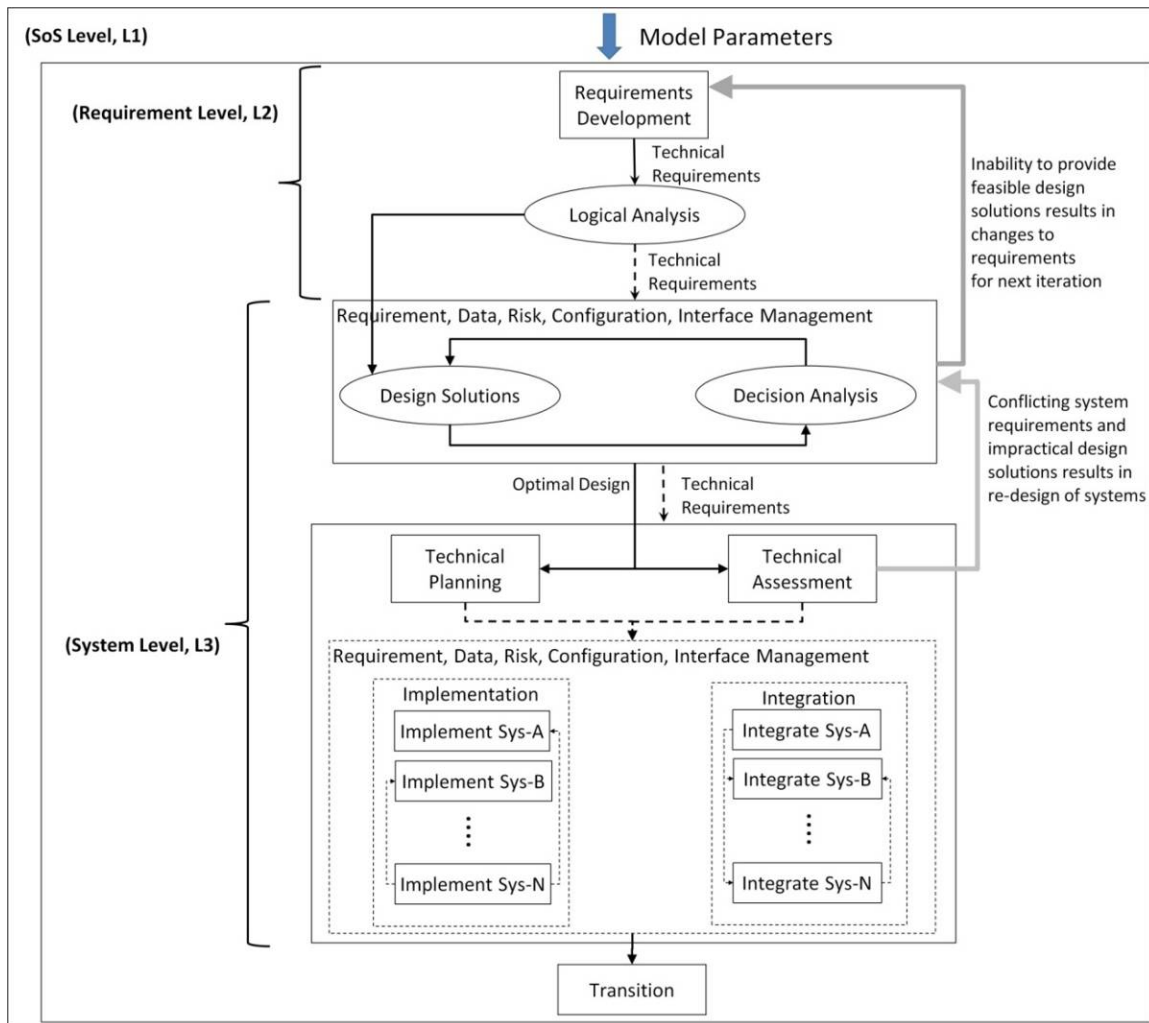 (SoS Level, L1)
Model Parameters
(Requirement Level, L2)
Requirements
Development
Technical
Requirements
Logical Analysis
Technical
Requirements
Inability to provide
feasible design
solutions results in
changes to
requirements
for next iteration
Requirement, Data, Risk, Configuration, Interface Management
Design Solutions
Decision Analysis
Conflicting system
requirements and
impractical design
solutions results in
re-design of systems
Optimal Design
Technical
Requirements
(System Level, L3)
Technical
Planning
Technical
Assessment
Requirement, Data, Risk, Configuration, Interface Management
Implementation
Implement Sys-A
Implement Sys-B
Implement Sys-N
Integration
Integrate Sys-A
Integrate Sys-B
Integrate Sys-N
Transition